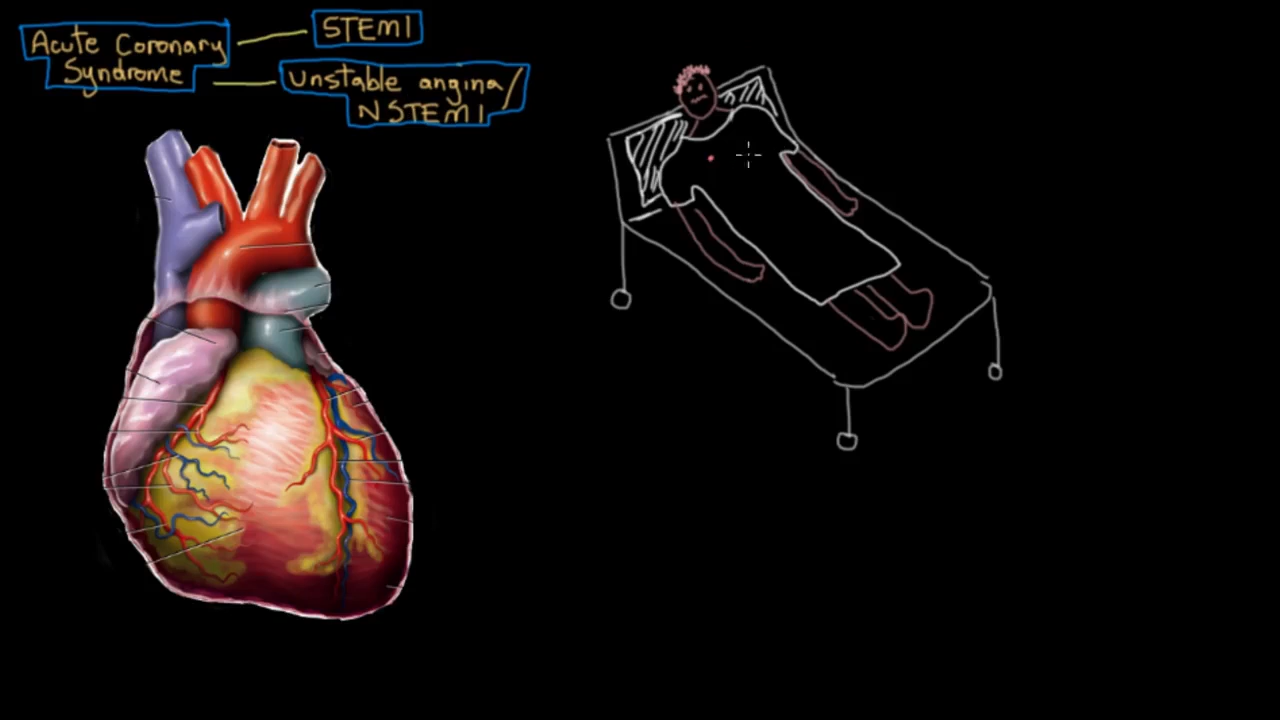 Acute Coronary
Syndrome
STEMI
Unstable angina/
NSTEMI